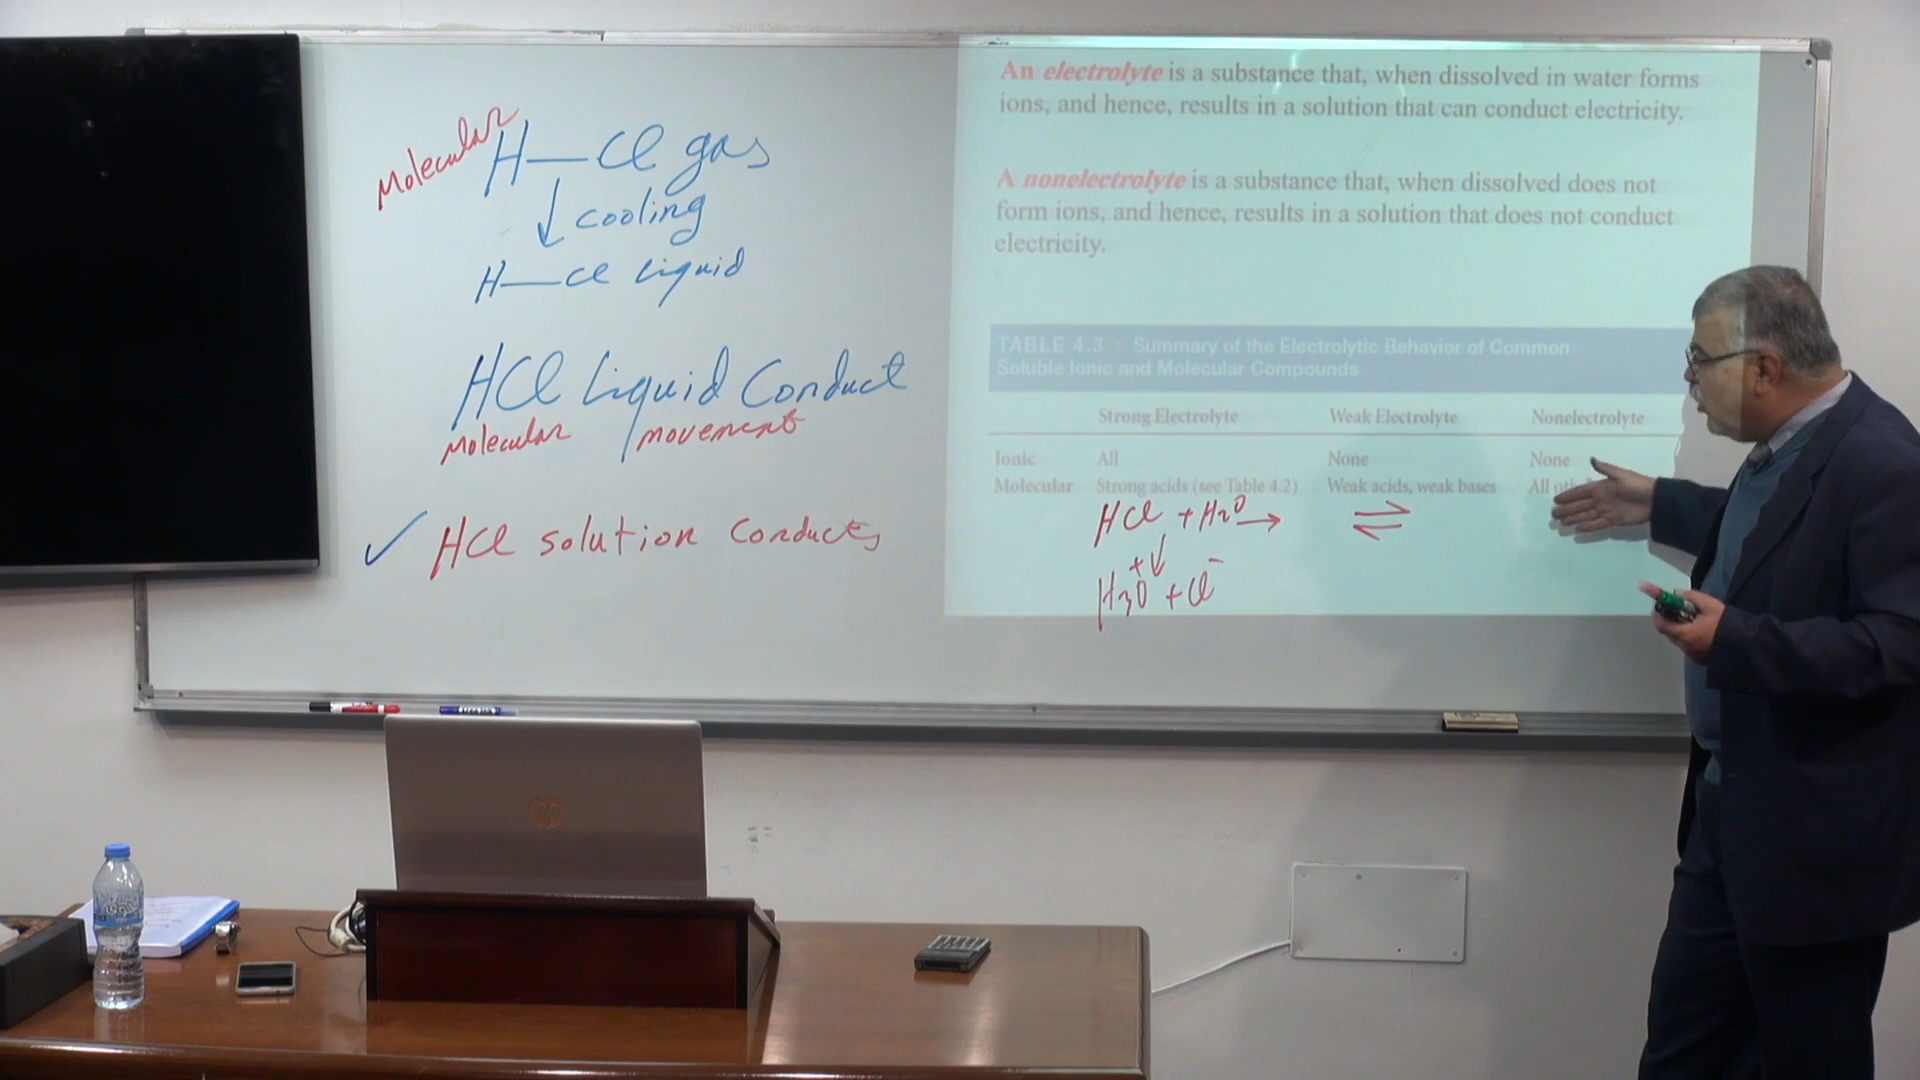 Molecular
H—Cl gas
↓ cooling
H—Cl Liquid
HCl Liquid Conduct
Molecular movement
✓ HCl solution conducts
An electrolyte is a substance that, when dissolved in water forms
ions, and hence, results in a solution that can conduct electricity.
A nonelectrolyte is a substance that, when dissolved does not
form ions, and hence, results in a solution that does not conduct
electricity.
TABLE 4.3 • Summary of the Electrolytic Behavior of Common
Soluble Ionic and Molecular Compounds
Strong Electrolyte Weak Electrolyte Nonelectrolyte
Ionic All None None
Molecular Strong acids (see Table 4.2) Weak acids, weak bases All
HCl + H2O → ⇌
↓
H3O+ + Cl-
hp